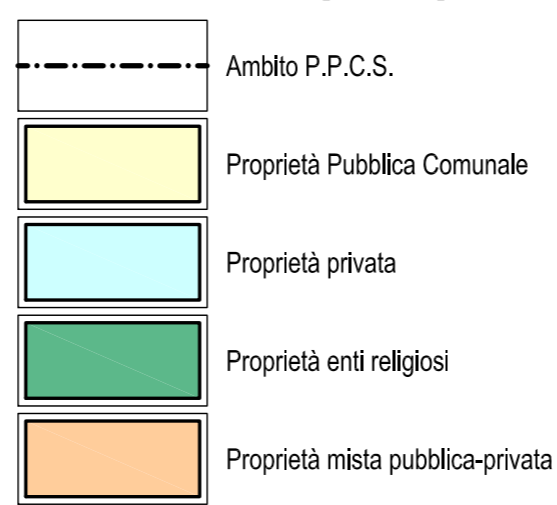 Ambito P.P.C.S.
Proprietà Pubblica Comunale
Proprietà privata
Proprietà enti religiosi
Proprietà mista pubblica-privata